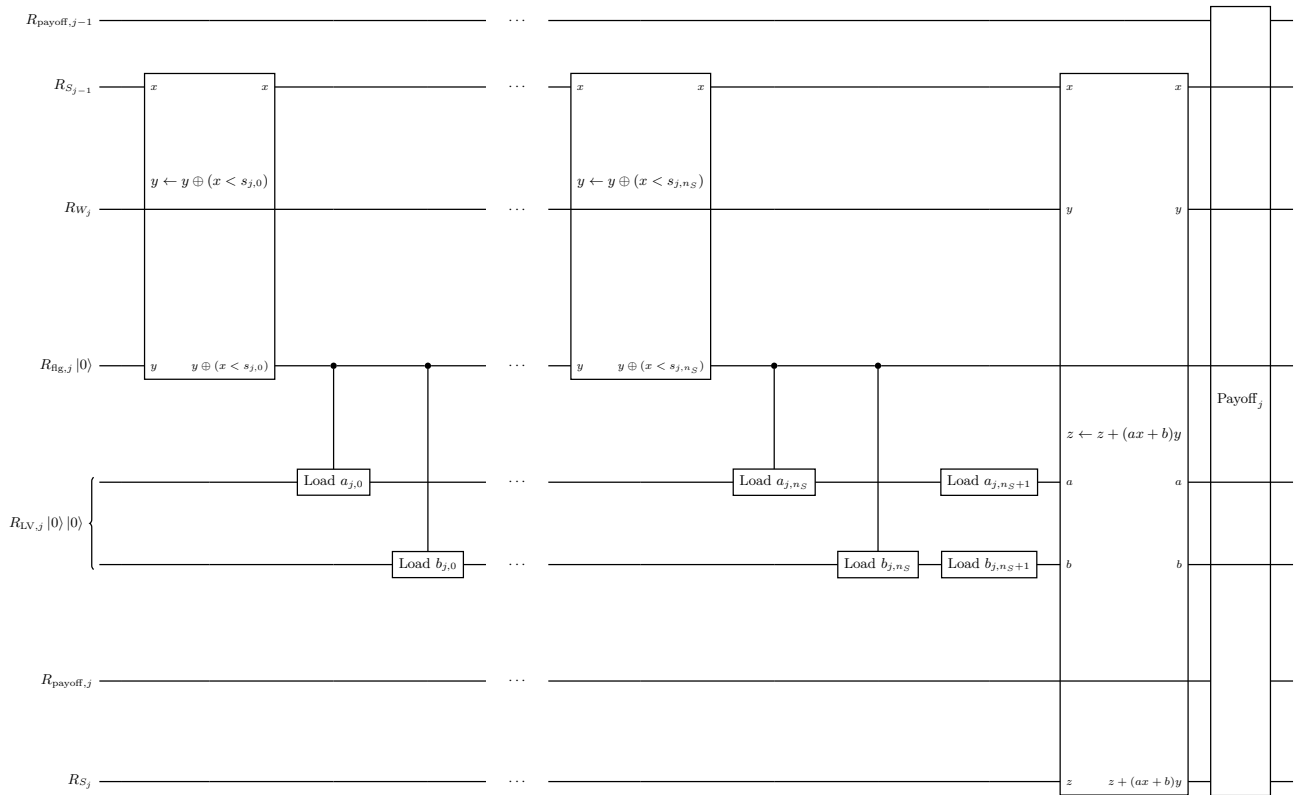 R_{payoff,j−1} ···
R_{S_{j−1}} x x ··· x x x x
y ← y ⊕ (x < s_{j,0}) y ← y ⊕ (x < s_{j,n_S})
R_{W_j} ··· y y
R_{flg,j} |0⟩ y y ⊕ (x < s_{j,0}) ··· y y ⊕ (x < s_{j,n_S})
Payoff_j
z ← z + (ax + b)y
Load a_{j,0} ··· Load a_{j,n_S} Load a_{j,n_S+1} a a
R_{LV,j} |0⟩ |0⟩
Load b_{j,0} ··· Load b_{j,n_S} Load b_{j,n_S+1} b b
R_{payoff,j} ···
R_{S_j} ··· z z + (ax + b)y